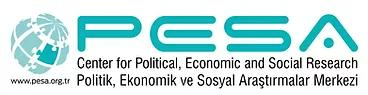 PESA
Center for Political, Economic and Social Research
www.pesa.org.tr Politik, Ekonomik ve Sosyal Araştırmalar Merkezi